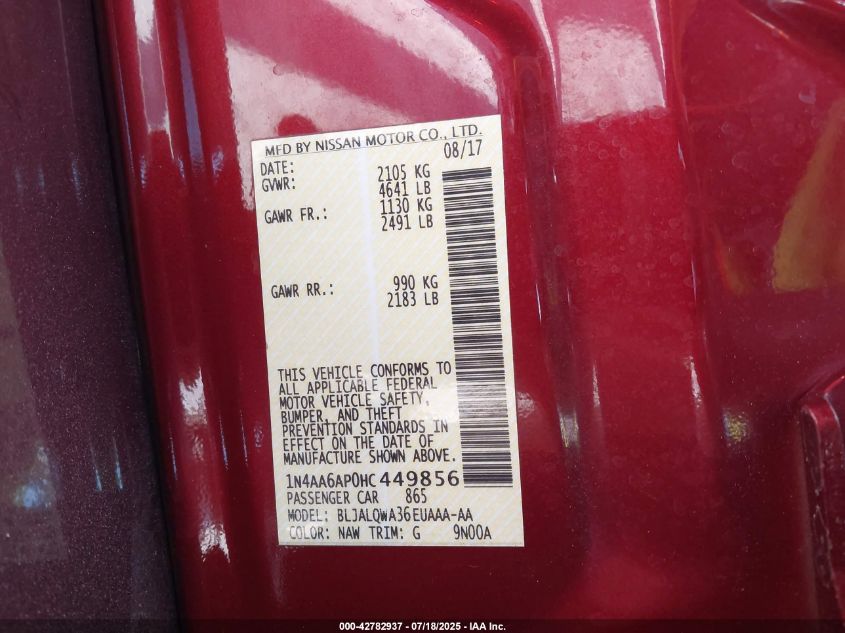 MFD BY NISSAN MOTOR CO., LTD.
DATE: 08/17
GVWR: 2105 KG
4641 LB
GAWR FR.: 1130 KG
2491 LB
GAWR RR.: 990 KG
2183 LB
THIS VEHICLE CONFORMS TO
ALL APPLICABLE FEDERAL
MOTOR VEHICLE SAFETY,
BUMPER, AND THEFT
PREVENTION STANDARDS IN
EFFECT ON THE DATE OF
MANUFACTURE SHOWN ABOVE.
1N4AA6AP0HC449856
PASSENGER CAR 865
MODEL: BLJALQWA36EUAAA-AA
COLOR: NAW TRIM: G 9N00A
000-42782937 - 07/18/2025 - IAA Inc.